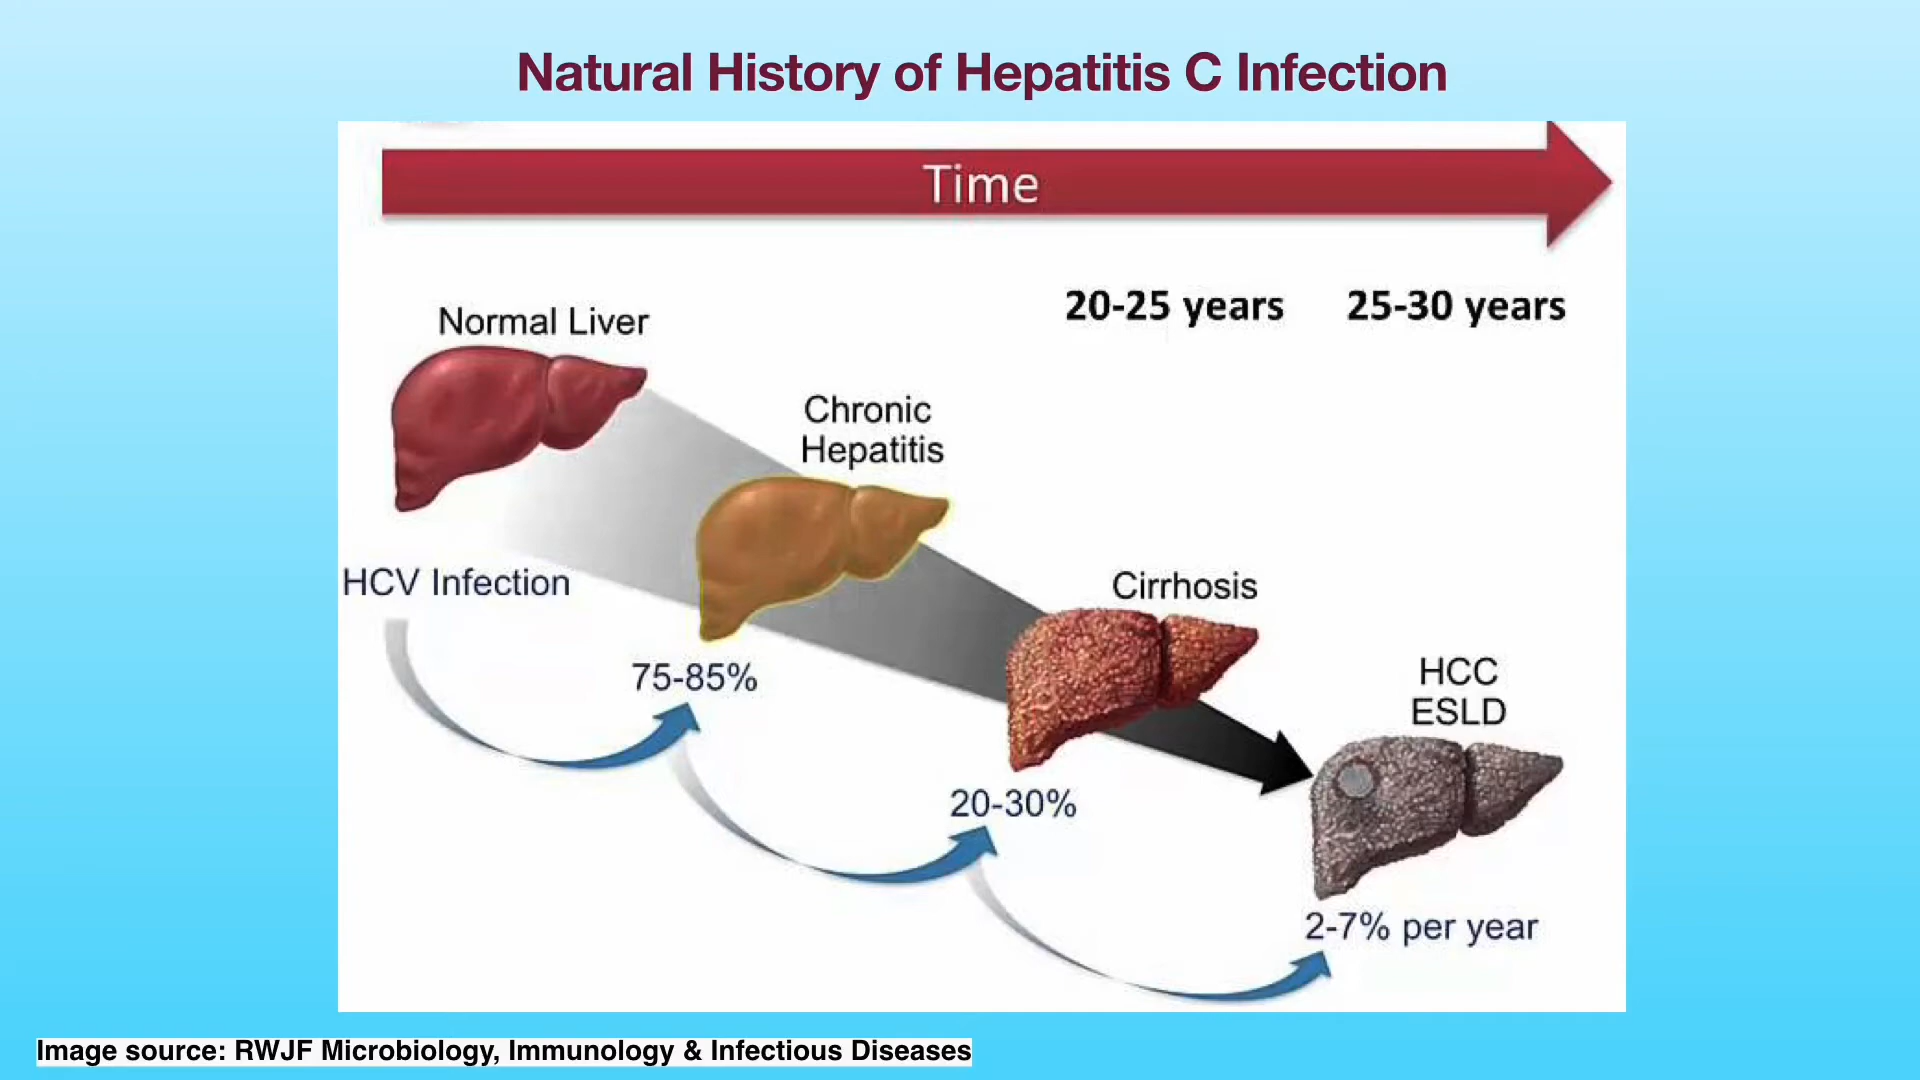 Natural History of Hepatitis C Infection
Time
20-25 years
25-30 years
Normal Liver
Chronic
Hepatitis
HCV Infection
Cirrhosis
75-85%
HCC
ESLD
20-30%
2-7% per year
Image source: RWJF Microbiology, Immunology & Infectious Diseases